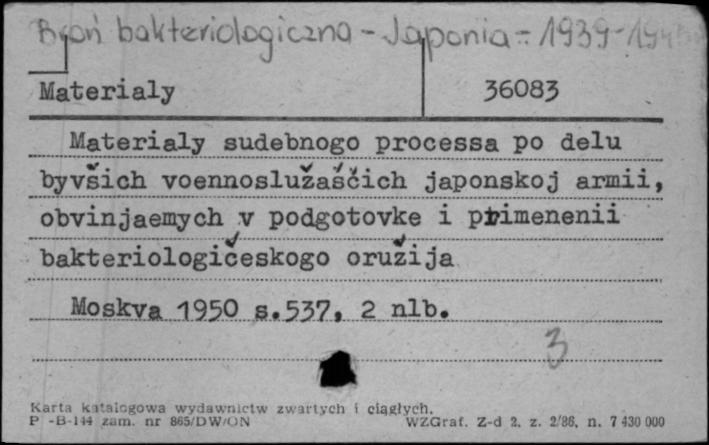 Broń bakteriologiczna - Japonia - 1939-1945
Materialy 36083
Materialy sudebnogo processa po delu
byvšich voennoslužaščich japonskoj armii,
obvinjaemych v podgotovke i primenenii
bakteriologičeskogo oružija
Moskva 1950 s.537, 2 nlb.
3
Karta katalogowa wydawnictw zwartych i ciągłych.
P-B-144 zam. nr 865/DW/ON WZGraf. Z-d 2, z. 2/86, n. 7 430 000